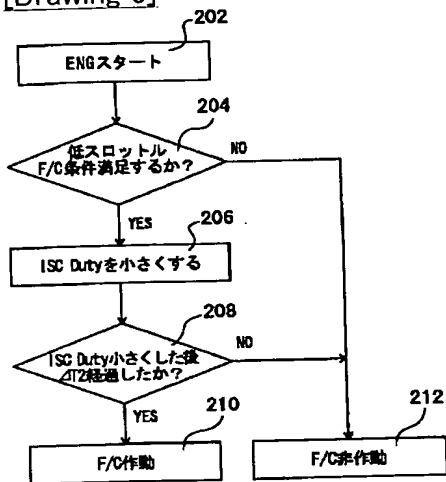 202
ENGスタート
204
低スロットル
F/C条件満足するか?
NO
YES
206
ISC Dutyを小さくする
208
ISC Duty小さくした後
⊿T2経過したか?
NO
YES
210
F/C作動
212
F/C非作動